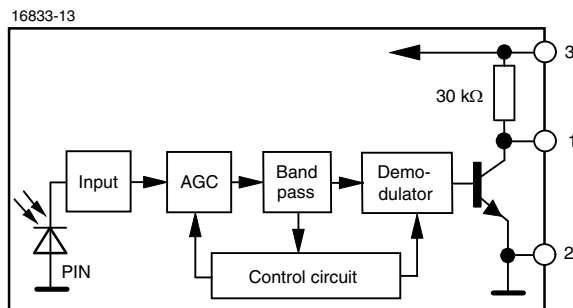 16833-13
3
30 kΩ
1
Input
AGC
Band
pass
Demo-
dulator
2
PIN
Control circuit